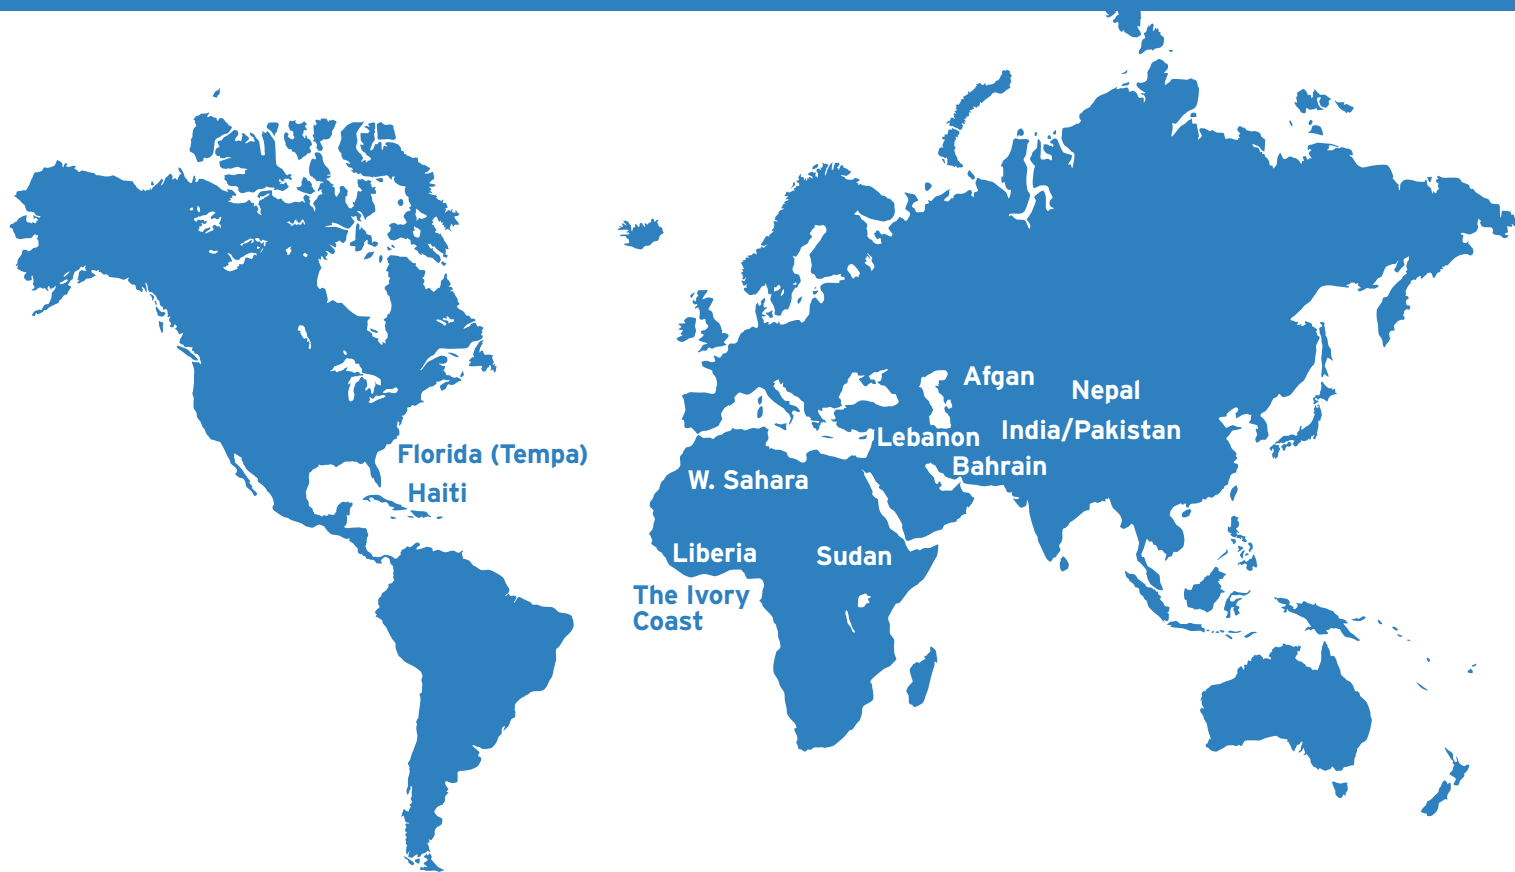 Afgan
Nepal
Lebanon
India/Pakistan
Florida (Tempa)
Bahrain
W. Sahara
Haiti
Liberia
Sudan
The Ivory
Coast